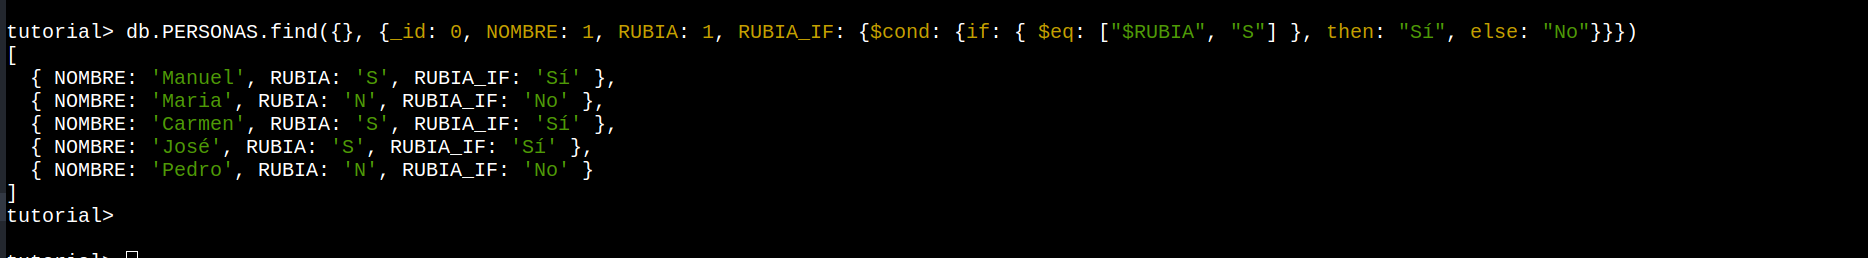 tutorial> db.PERSONAS.find({}, {_id: 0, NOMBRE: 1, RUBIA: 1, RUBIA_IF: {$cond: {if: { $eq: ["$RUBIA", "S"] }, then: "Sí", else: "No"}}})
[
  { NOMBRE: 'Manuel', RUBIA: 'S', RUBIA_IF: 'Sí' },
  { NOMBRE: 'Maria', RUBIA: 'N', RUBIA_IF: 'No' },
  { NOMBRE: 'Carmen', RUBIA: 'S', RUBIA_IF: 'Sí' },
  { NOMBRE: 'José', RUBIA: 'S', RUBIA_IF: 'Sí' },
  { NOMBRE: 'Pedro', RUBIA: 'N', RUBIA_IF: 'No' }
]
tutorial>
tutorial>